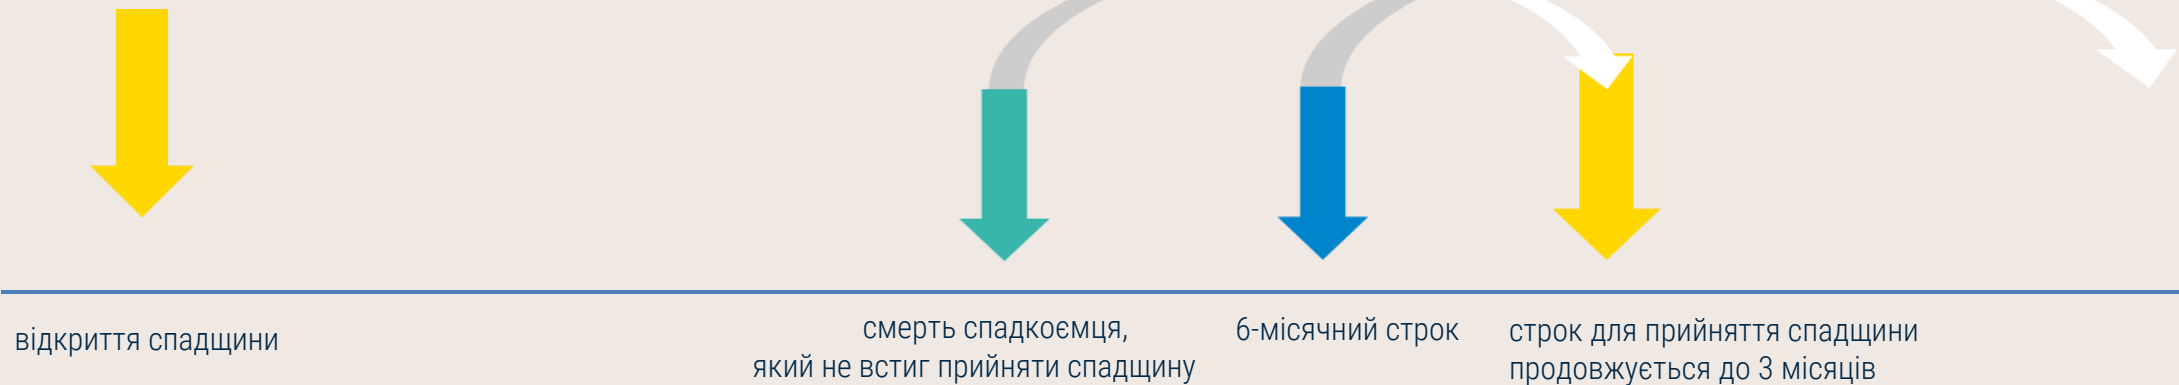 відкриття спадщини
смерть спадкоємця,
який не встиг прийняти спадщину
6-місячний строк
строк для прийняття спадщини
продовжується до 3 місяців